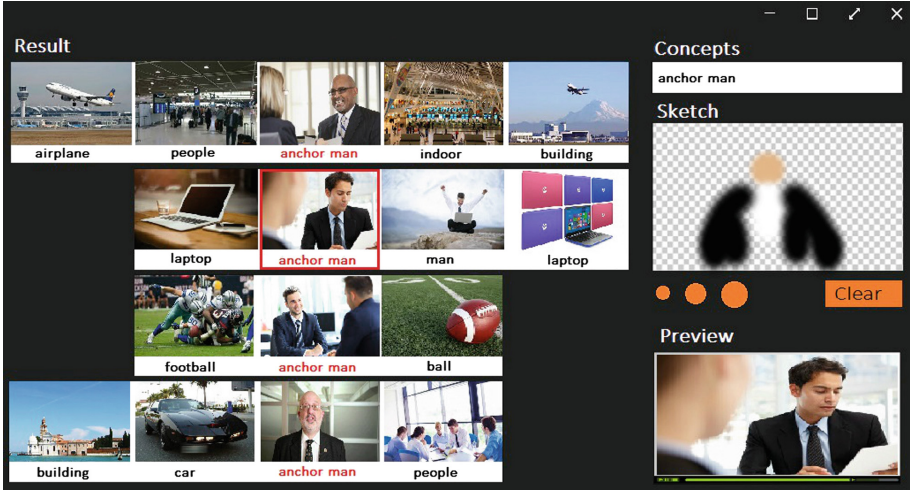 Result
Concepts
anchor man
Sketch
airplane
people
anchor man
indoor
building
laptop
anchor man
man
laptop
Clear
Preview
football
anchor man
ball
building
car
anchor man
people